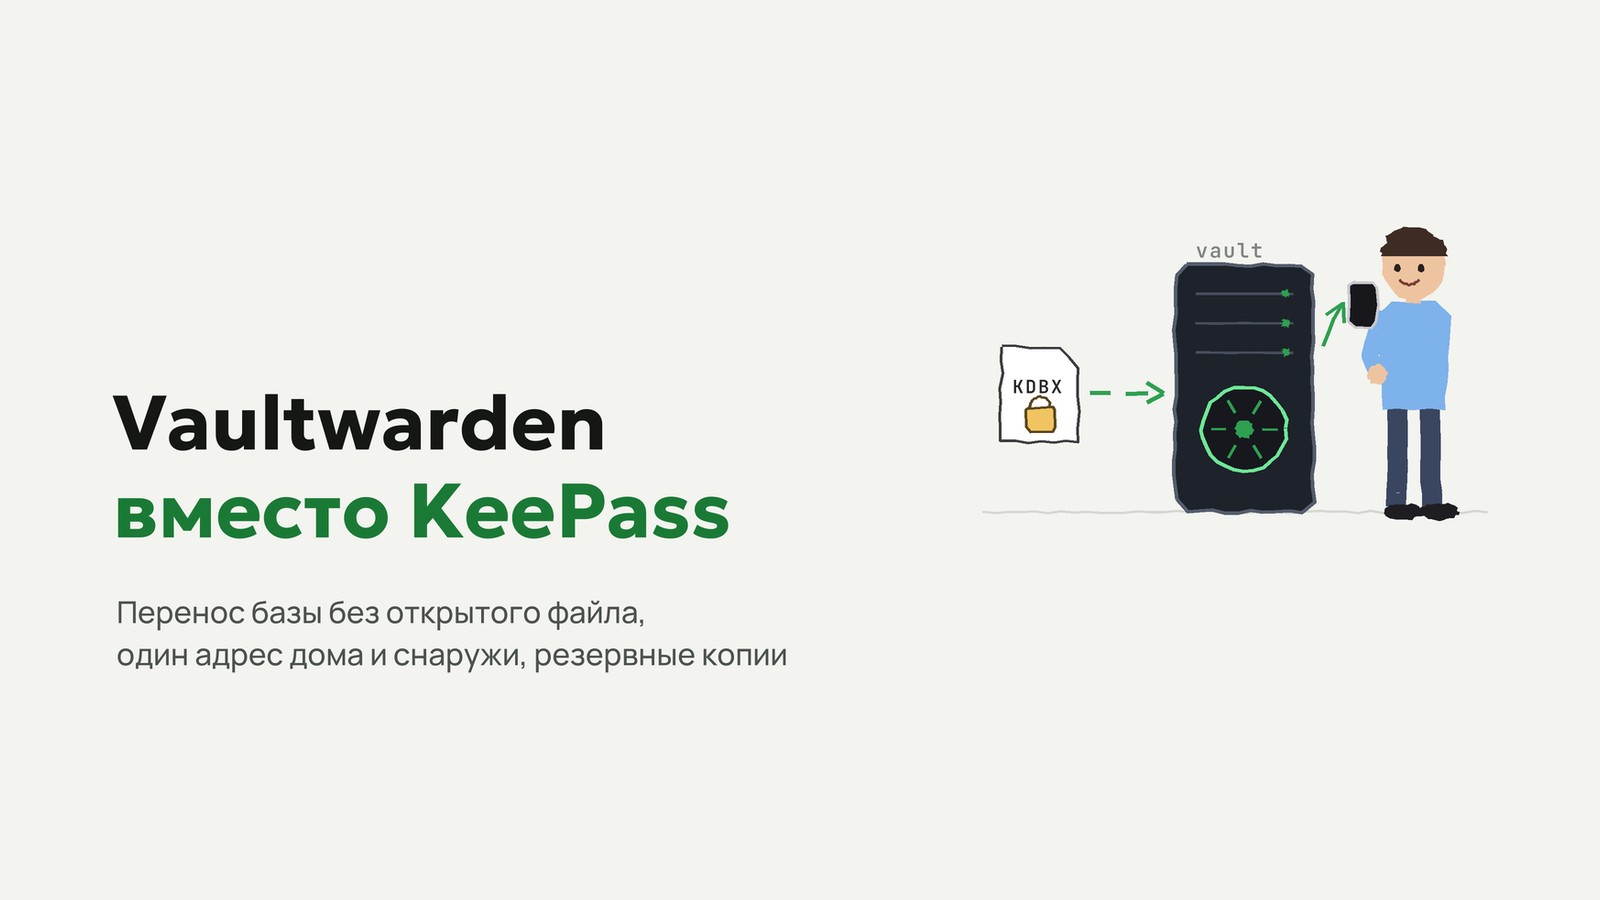 Vaultwarden
вместо KeePass
Перенос базы без открытого файла,
один адрес дома и снаружи, резервные копии
vault
KDBX